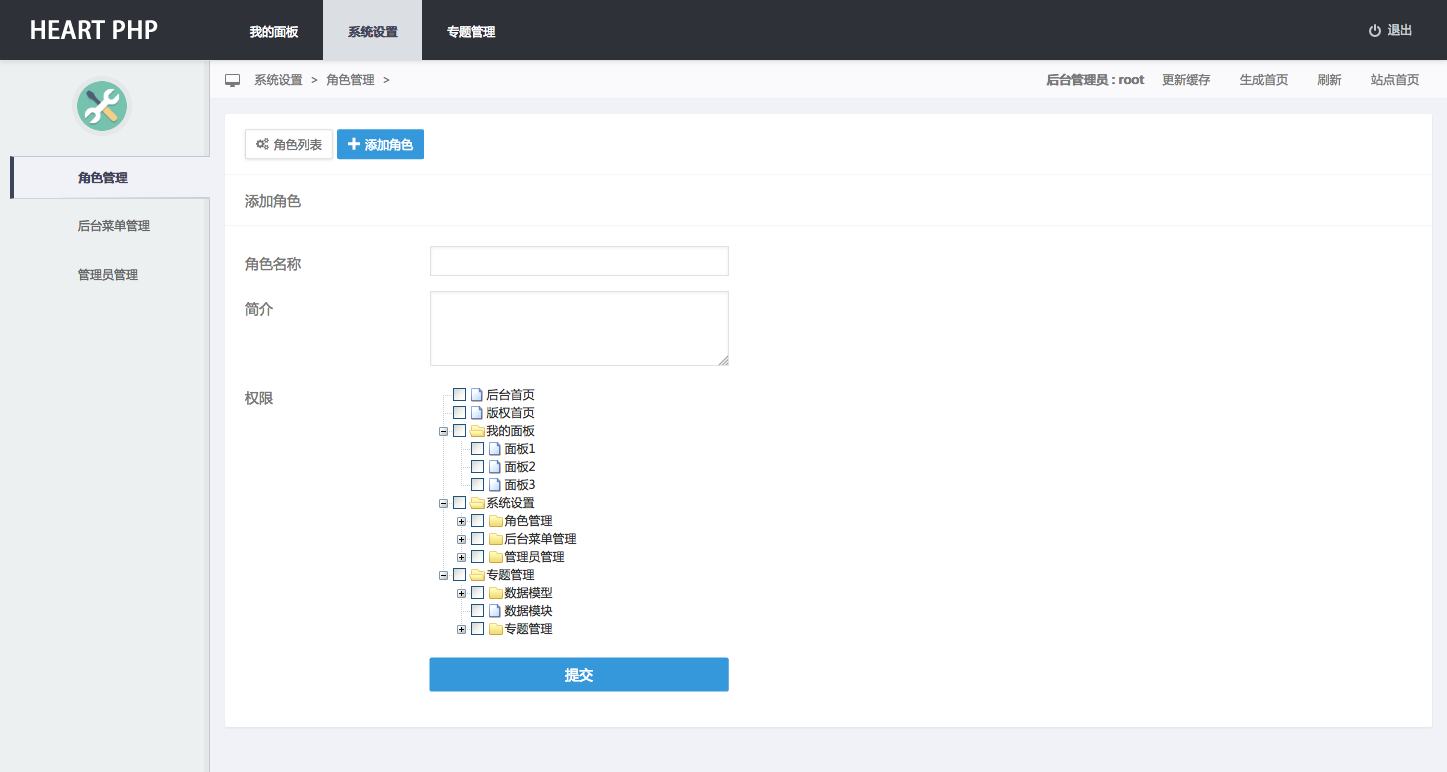 HEART PHP 我的面板 系统设置 专题管理 退出
系统设置 > 角色管理 > 后台管理员 : root 更新缓存 生成首页 刷新 站点首页
角色管理
后台菜单管理
管理员管理
角色列表 添加角色
添加角色
角色名称
简介
权限
后台首页
版权首页
我的面板
面板1
面板2
面板3
系统设置
角色管理
后台菜单管理
管理员管理
专题管理
数据模型
数据模块
专题管理
提交